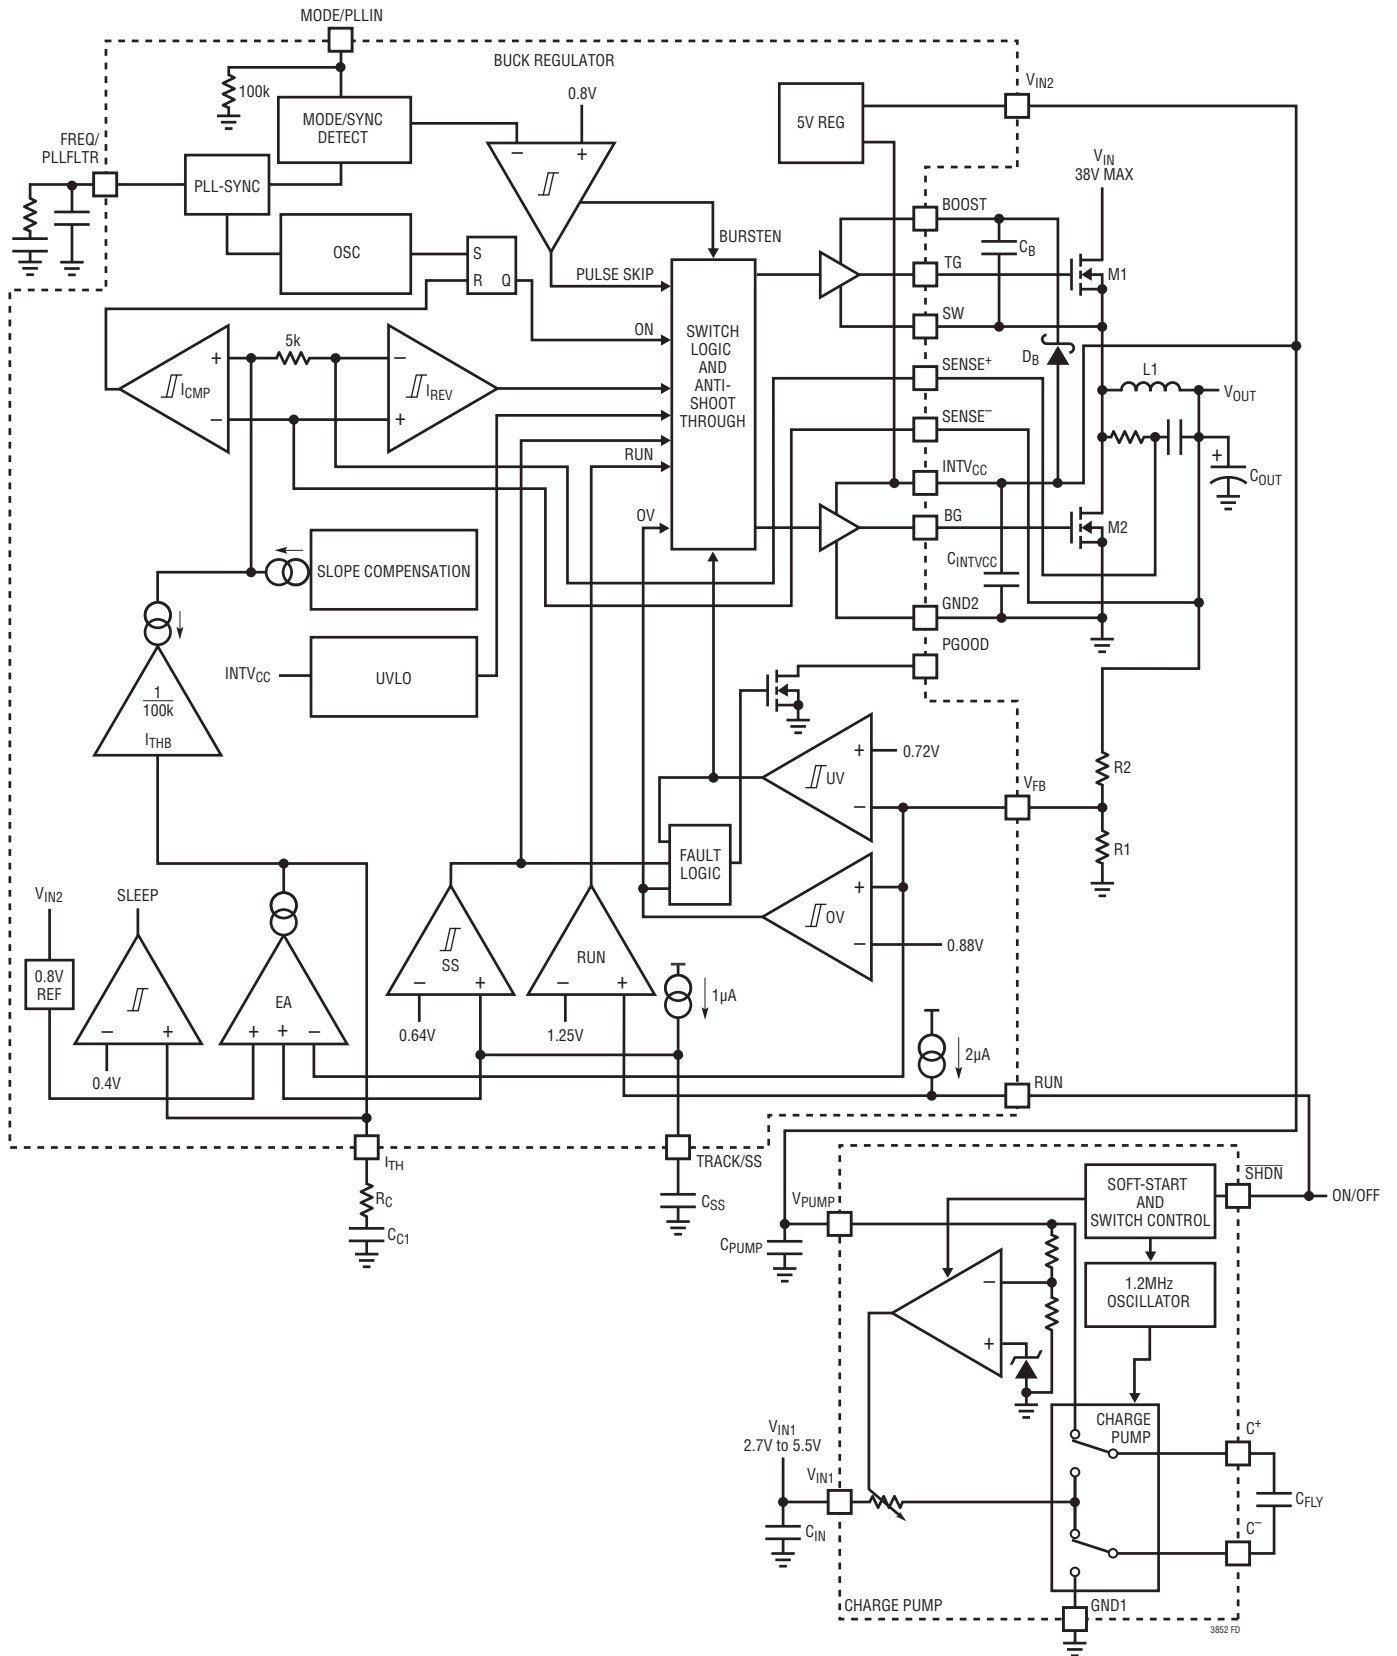 MODE/PLLIN
BUCK REGULATOR
VIN2
100k
0.8V
MODE/SYNC
DETECT
5V REG
FREQ/
PLLFLTR
PLL-SYNC
– +
VIN
38V MAX
BOOST
CB
OSC
S
R Q
BURSTEN
TG
M1
PULSE SKIP
SW
ON
SWITCH
LOGIC
AND
ANTI-
SHOOT
THROUGH
5k
DB
+
–
ICMP
–
+
IREV
SENSE+
L1
VOUT
SENSE–
RUN
INTVCC
+
COUT
OV
BG
M2
CINTVCC
SLOPE COMPENSATION
GND2
PGOOD
INTVCC
UVLO
1
100k
ITHB
+
0.72V
UV
–
VFB
R2
FAULT
LOGIC
R1
+
OV
–
0.88V
VIN2
SLEEP
0.8V
REF
– +
0.4V
EA
+ + –
SS
– +
0.64V
RUN
– +
1.25V
1µA
2µA
RUN
ITH
TRACK/SS
RC
CC1
CSS
VPUMP
CPUMP
SOFT-START
AND
SWITCH CONTROL
SHDN
ON/OFF
–
+
1.2MHz
OSCILLATOR
CHARGE
PUMP
VIN1
2.7V to 5.5V
VIN1
CIN
C+
CFLY
C–
CHARGE PUMP
GND1
3852 FD